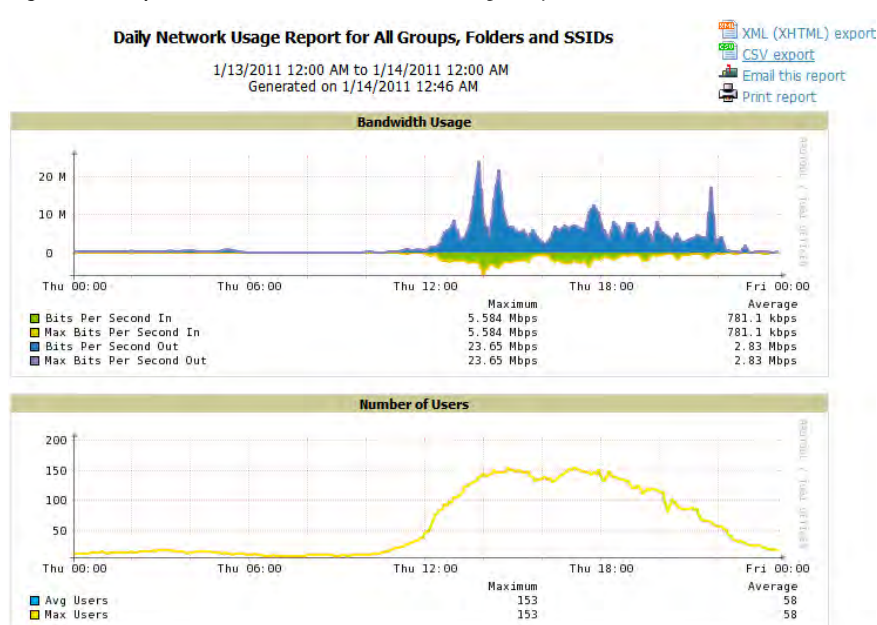 Daily Network Usage Report for All Groups, Folders and SSIDs
1/13/2011 12:00 AM to 1/14/2011 12:00 AM
Generated on 1/14/2011 12:46 AM
XML (XHTML) export
CSV export
Email this report
Print report
Bandwidth Usage
20 M
10 M
0
Thu 00:00 Thu 06:00 Thu 12:00 Thu 18:00 Fri 00:00
Maximum Average
Bits Per Second In 5.584 Mbps 781.1 kbps
Max Bits Per Second In 5.584 Mbps 781.1 kbps
Bits Per Second Out 23.65 Mbps 2.83 Mbps
Max Bits Per Second Out 23.65 Mbps 2.83 Mbps
Number of Users
200
150
100
50
Thu 00:00 Thu 06:00 Thu 12:00 Thu 18:00 Fri 00:00
Maximum Average
Avg Users 153 58
Max Users 153 58